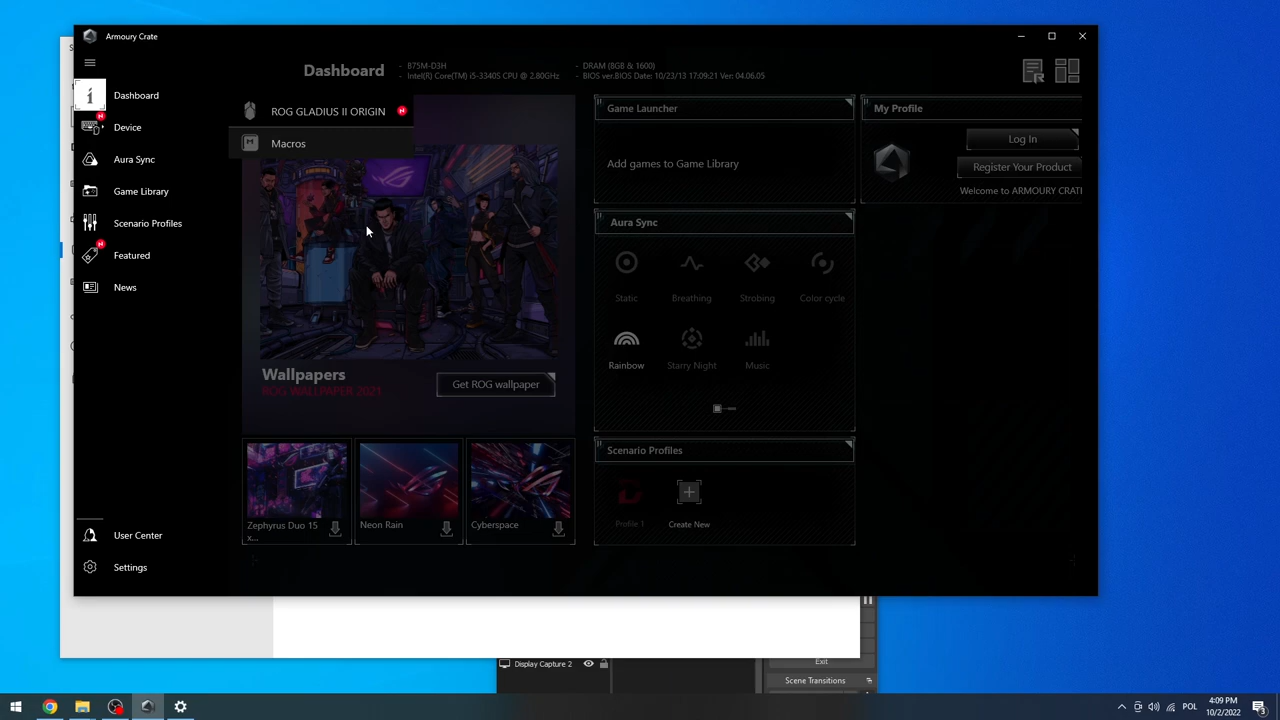 Armoury Crate
Dashboard
B75M-D3H
Intel(R) Core(TM) i5-3340S CPU @ 2.80GHz
DRAM (8GB & 1600)
BIOS ver.BIOS Date: 10/23/13 17:09:21 Ver: 04.06.05
Dashboard
Device
Aura Sync
Game Library
Scenario Profiles
Featured
News
User Center
Settings
ROG GLADIUS II ORIGIN
Macros
Wallpapers
ROG WALLPAPER 2021
Get ROG wallpaper
Zephyrus Duo 15
x...
Neon Rain
Cyberspace
Game Launcher
Add games to Game Library
Aura Sync
Static
Breathing
Strobing
Color cycle
Rainbow
Starry Night
Music
Scenario Profiles
Profile 1
Create New
My Profile
Log In
Register Your Product
Welcome to ARMOURY CRAT
Display Capture 2
Exit
Scene Transitions
POL
4:09 PM
10/2/2022
3